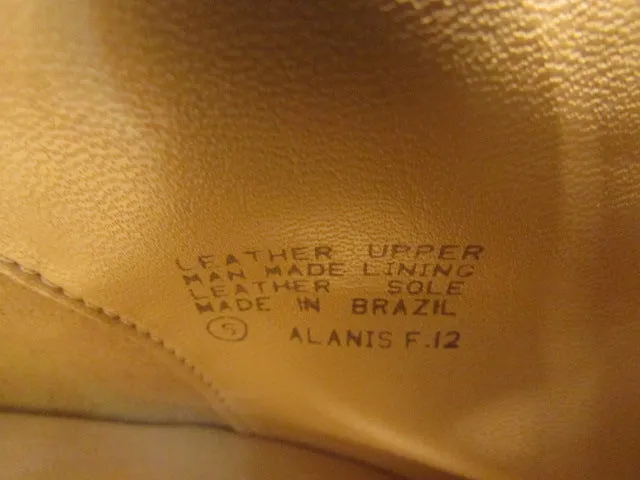 LEATHER UPPER
MAN MADE LINING
LEATHER SOLE
MADE IN BRAZIL
5 ALANIS F.12